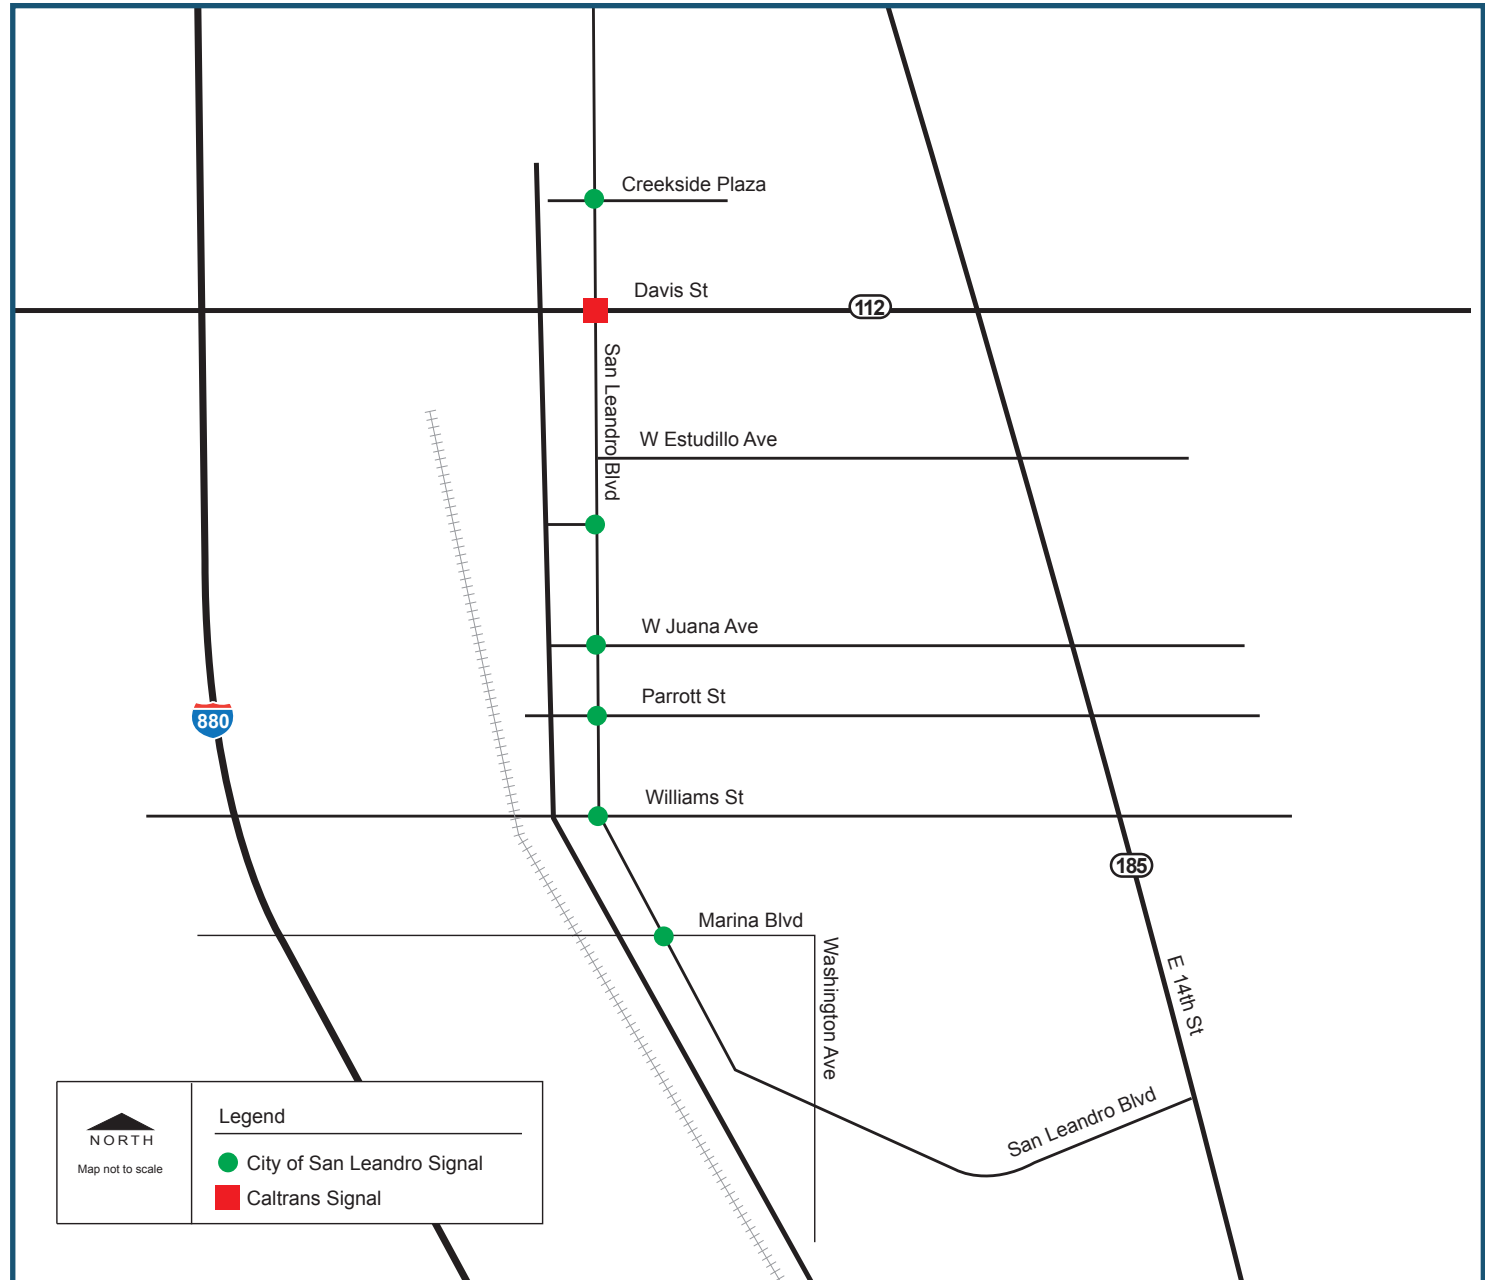 Creekside Plaza
Davis St
112
San Leandro Blvd
W Estudillo Ave
W Juana Ave
Parrott St
880
Williams St
185
Marina Blvd
Washington Ave
E 14th St
San Leandro Blvd
NORTH
Map not to scale
Legend
City of San Leandro Signal
Caltrans Signal